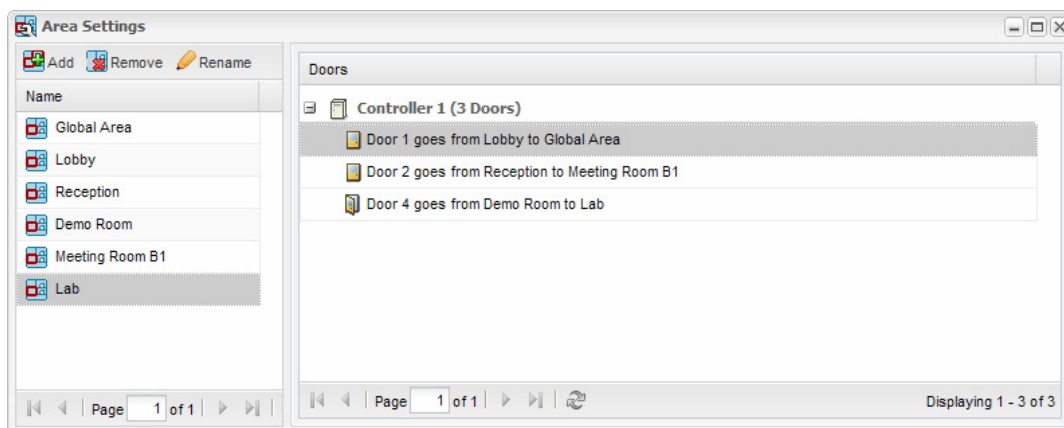 Area Settings
Add Remove Rename
Name
Global Area
Lobby
Reception
Demo Room
Meeting Room B1
Lab
Page 1 of 1
Doors
Controller 1 (3 Doors)
Door 1 goes from Lobby to Global Area
Door 2 goes from Reception to Meeting Room B1
Door 4 goes from Demo Room to Lab
Page 1 of 1
Displaying 1 - 3 of 3